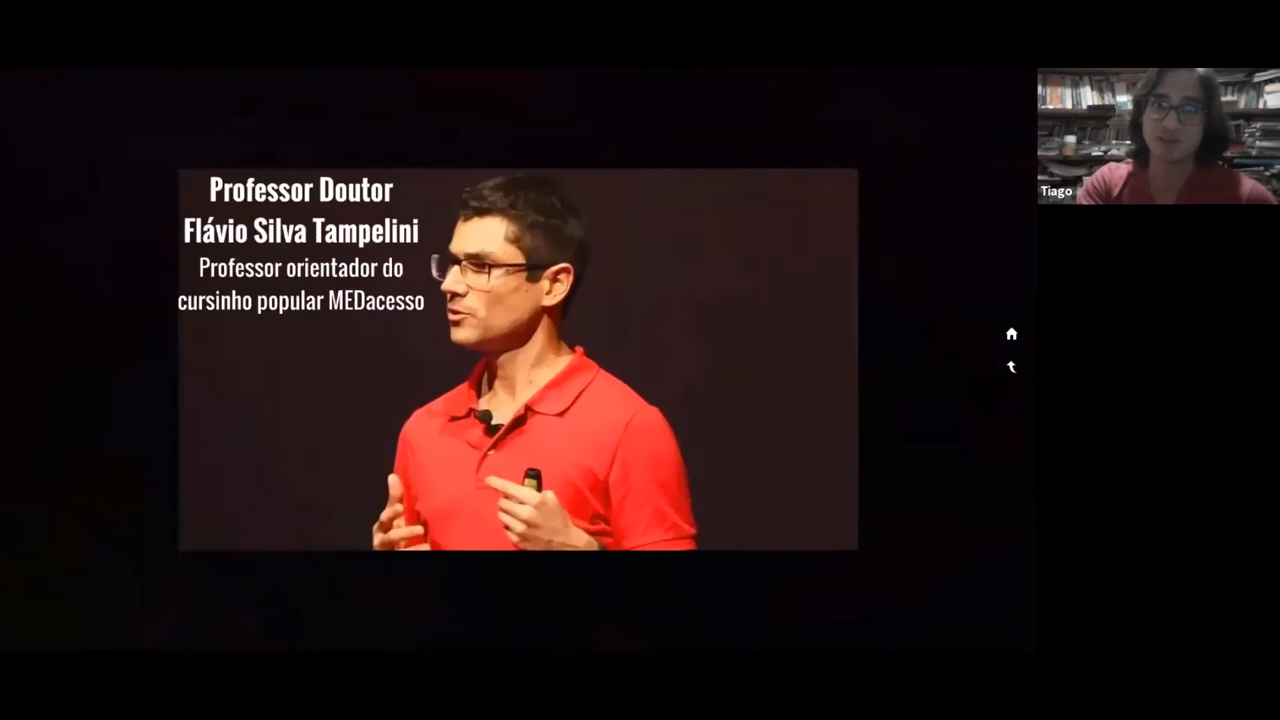 Professor Doutor
Flávio Silva Tampelini
Professor orientador do
cursinho popular MEDacesso
Tiago